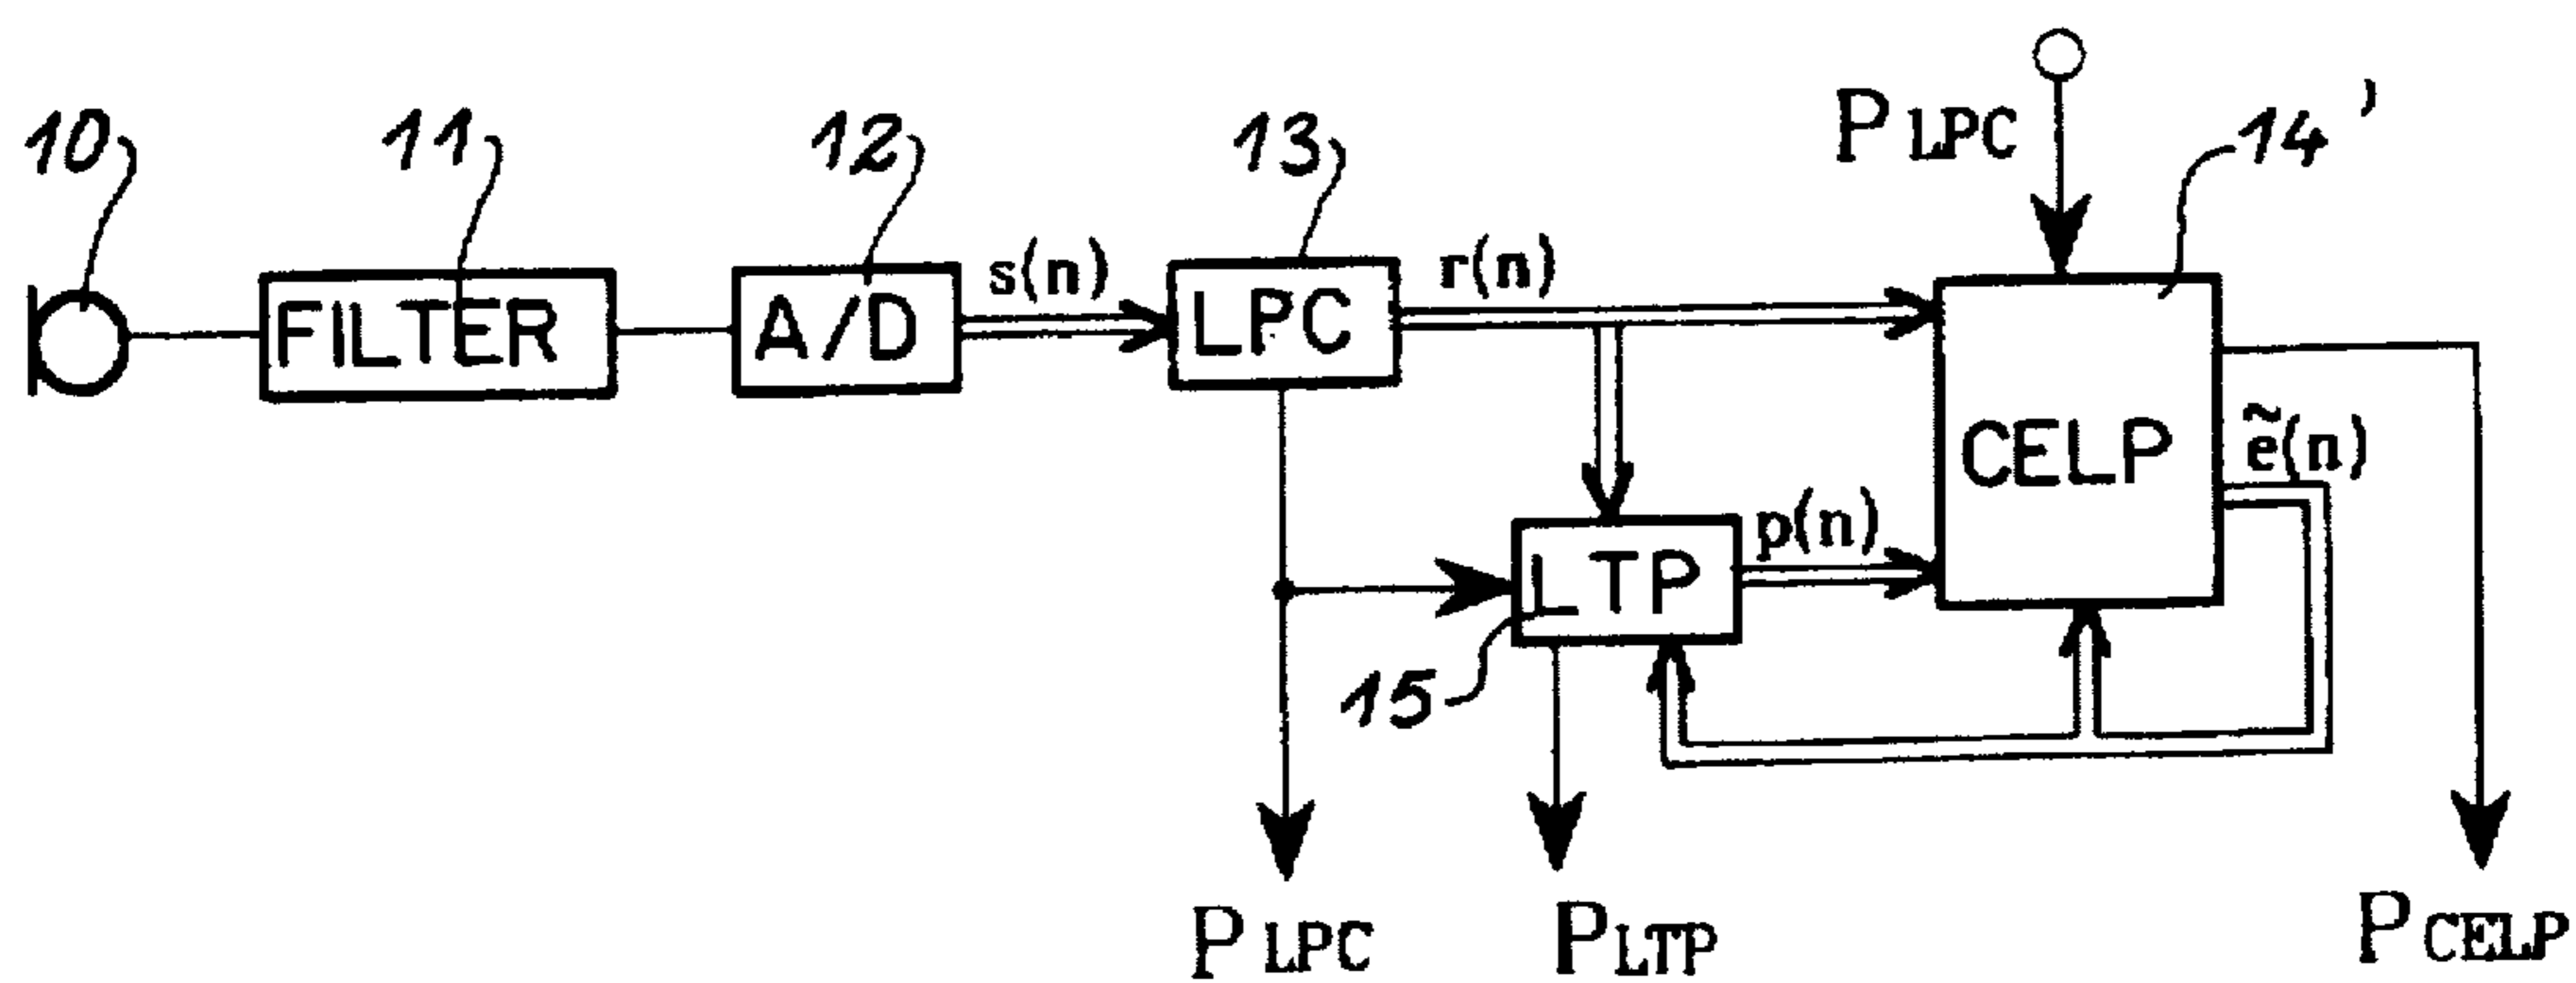 10
11
12
13
P LPC
14'
FILTER
A/D
s(n)
LPC
r(n)
CELP
ẽ(n)
LTP
p(n)
15
P LPC
P LTP
P CELP